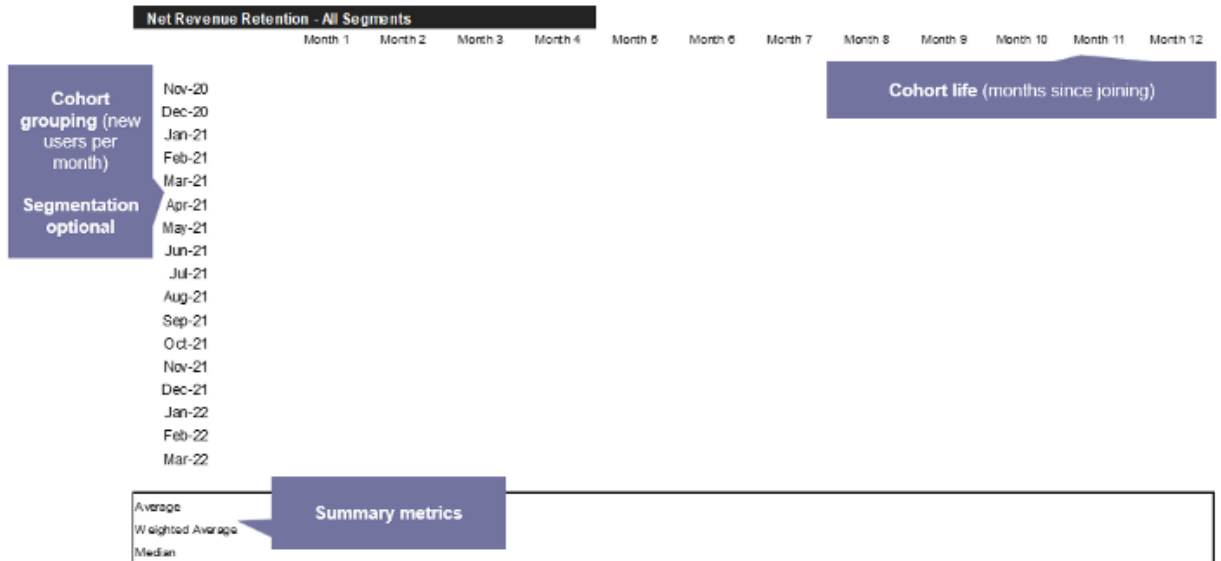 Net Revenue Retention - All Segments
Month 1 Month 2 Month 3 Month 4 Month 5 Month 6 Month 7 Month 8 Month 9 Month 10 Month 11 Month 12
Cohort life (months since joining)
Cohort
grouping (new
users per
month)
Segmentation
optional
Nov-20
Dec-20
Jan-21
Feb-21
Mar-21
Apr-21
May-21
Jun-21
Jul-21
Aug-21
Sep-21
Oct-21
Nov-21
Dec-21
Jan-22
Feb-22
Mar-22
Average
Weighted Average
Median
Summary metrics